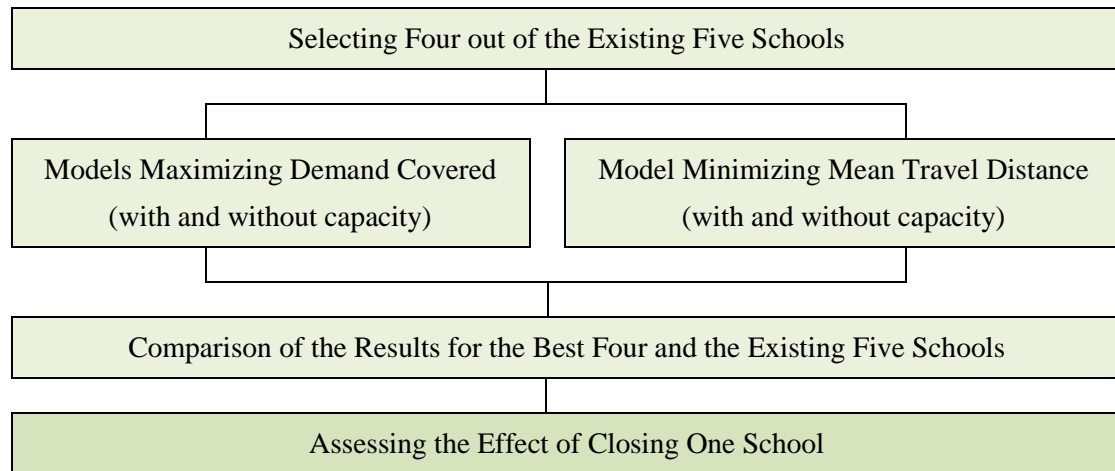 Selecting Four out of the Existing Five Schools
Models Maximizing Demand Covered
(with and without capacity)
Model Minimizing Mean Travel Distance
(with and without capacity)
Comparison of the Results for the Best Four and the Existing Five Schools
Assessing the Effect of Closing One School